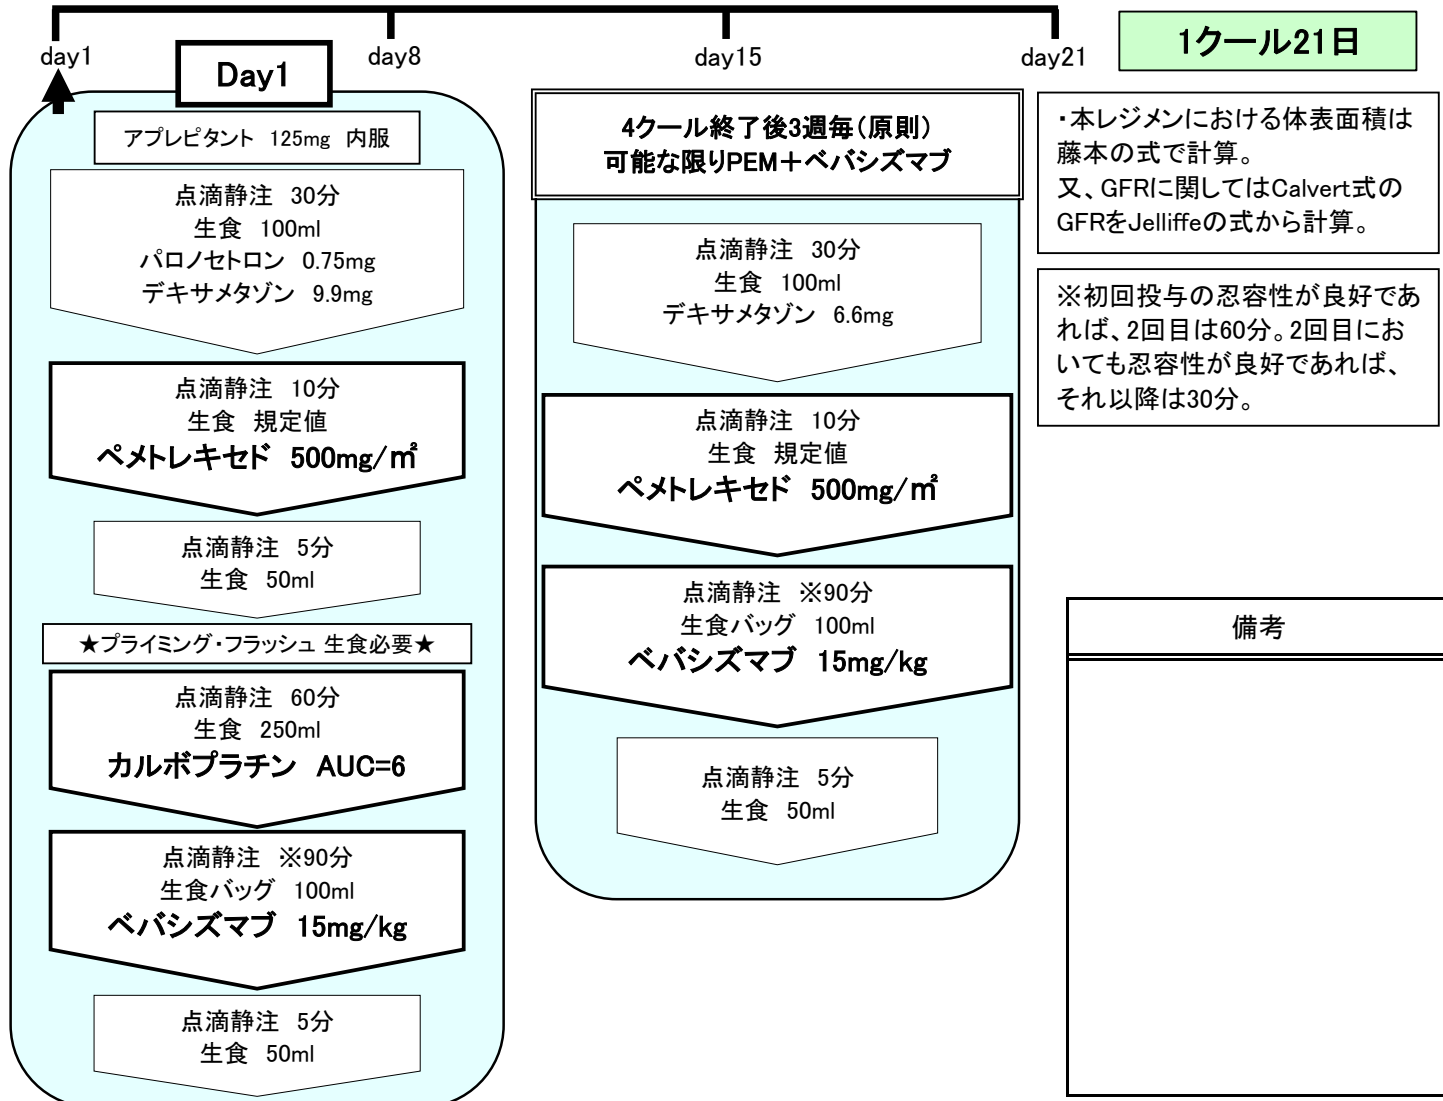 day1
day8
day15
day21
1クール21日
Day1
アプレピタント 125mg 内服
点滴静注 30分
生食 100ml
パロノセトロン 0.75mg
デキサメタゾン 9.9mg
点滴静注 10分
生食 規定値
ペメトレキセド 500mg/㎡
点滴静注 5分
生食 50ml
★プライミング・フラッシュ 生食必要★
点滴静注 60分
生食 250ml
カルボプラチン AUC=6
点滴静注 ※90分
生食バッグ 100ml
ベバシズマブ 15mg/kg
点滴静注 5分
生食 50ml
4クール終了後3週毎(原則)
可能な限りPEM+ベバシズマブ
点滴静注 30分
生食 100ml
デキサメタゾン 6.6mg
点滴静注 10分
生食 規定値
ペメトレキセド 500mg/㎡
点滴静注 ※90分
生食バッグ 100ml
ベバシズマブ 15mg/kg
点滴静注 5分
生食 50ml
・本レジメンにおける体表面積は
藤本の式で計算。
又、GFRに関してはCalvert式の
GFRをJelliffeの式から計算。
※初回投与の忍容性が良好であ
れば、2回目は60分。2回目にお
いても忍容性が良好であれば、
それ以降は30分。
備考